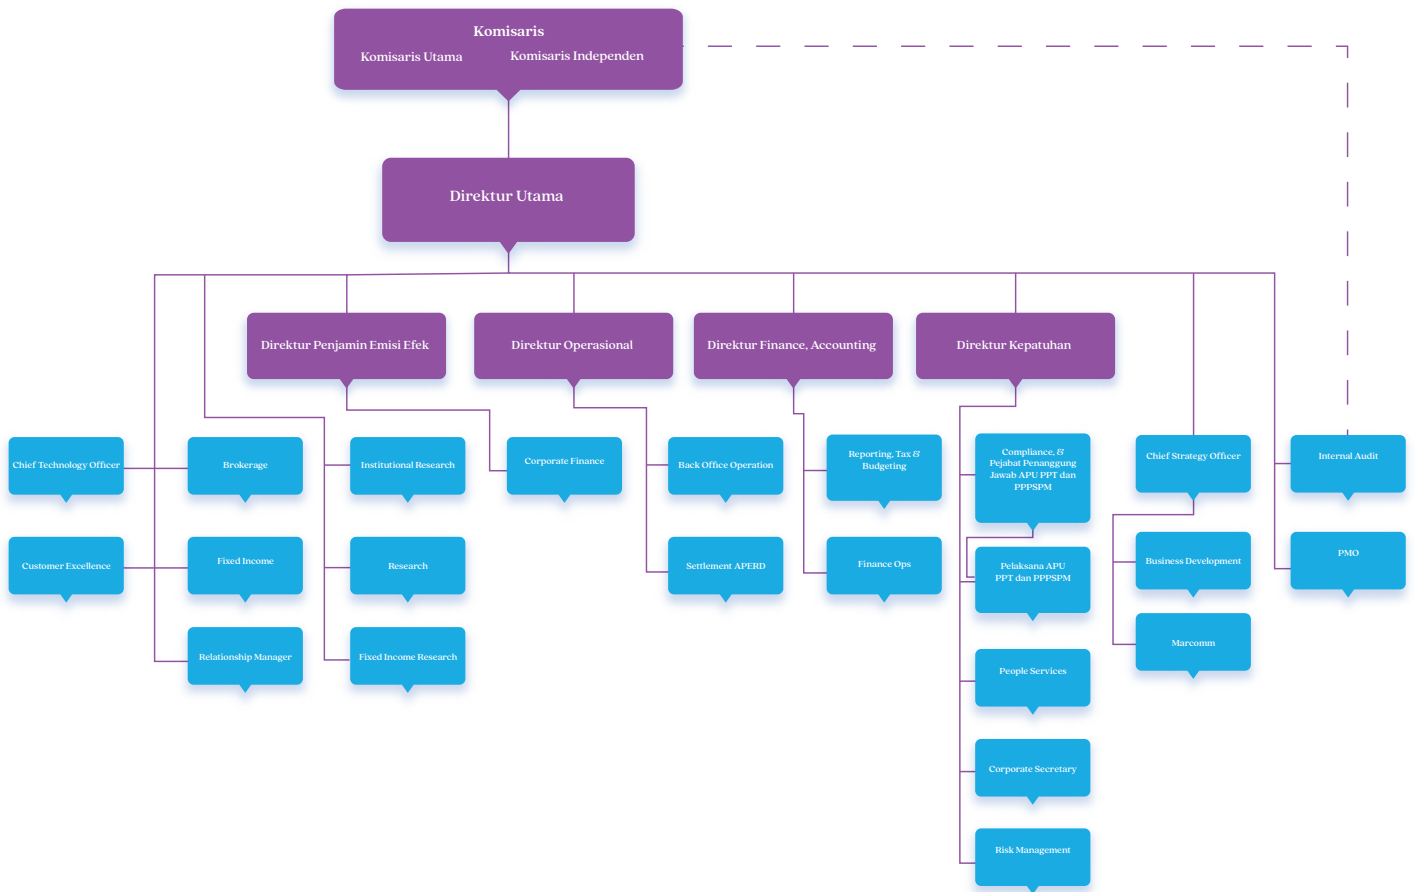 Komisaris
Komisaris Utama
Komisaris Independen
Direktur Utama
Direktur Penjamin Emisi Efek
Direktur Operasional
Direktur Finance, Accounting
Direktur Kepatuhan
Chief Technology Officer
Brokerage
Institutional Research
Corporate Finance
Back Office Operation
Reporting, Tax &
Budgeting
Compliance, &
Pejabat Penanggung
Jawab APU PPT dan
PPPSPM
Chief Strategy Officer
Internal Audit
Customer Excellence
Fixed Income
Research
Settlement APERD
Finance Ops
Pelaksana APU
PPT dan PPPSPM
Business Development
PMO
Relationship Manager
Fixed Income Research
People Services
Marcomm
Corporate Secretary
Risk Management